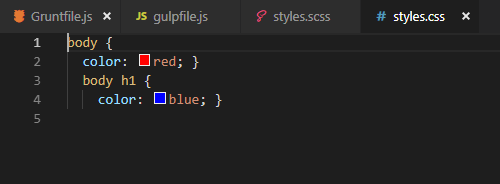 Gruntfile.js gulpfile.js styles.scss styles.css
1 body {
2 color: red; }
3 body h1 {
4 color: blue; }
5